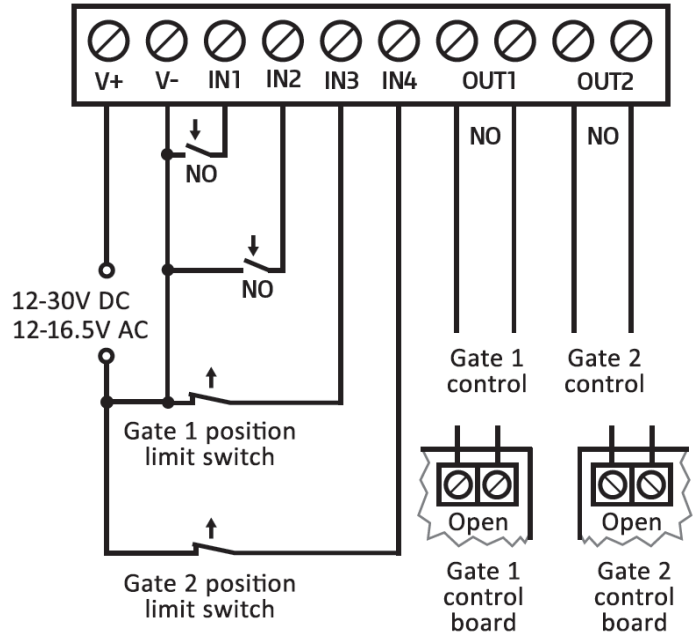 V+ V- IN1 IN2 IN3 IN4 OUT1 OUT2
NO
NO
NO
NO
12-30V DC
12-16.5V AC
Gate 1 position
limit switch
Gate 2 position
limit switch
Gate 1
control
Gate 2
control
Open
Open
Gate 1
control
board
Gate 2
control
board